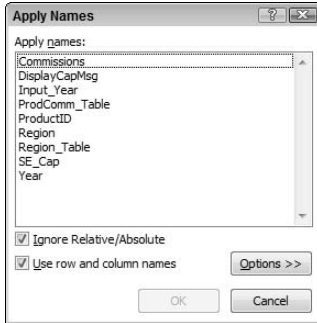 Apply Names
Apply names:
Commissions
DisplayCapMsg
Input_Year
ProdComm_Table
ProductID
Region
Region_Table
SE_Cap
Year
Ignore Relative/Absolute
Use row and column names
Options >>
OK
Cancel